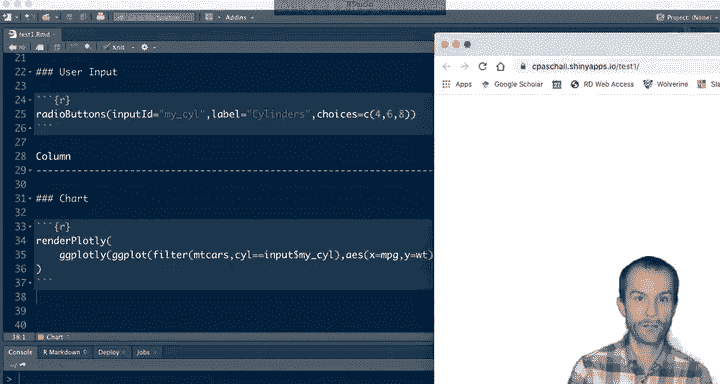 Addins
Project: (None)
test1.Rmd
Knit
21
22 ### User Input
23
24 ```{r}
25 radioButtons(inputId="my_cyl",label="Cylinders",choices=c(4,6,8))
26 ```
27
28 Column
29 -----------------------------------------------------------------------
30
31 ### Chart
32
33 ```{r}
34 renderPlotly(
35 ggplotly(ggplot(filter(mtcars,cyl==input$my_cyl),aes(x=mpg,y=wt)
36 )
37 ```
38
39
40
38:1 Chart
Console R Markdown Deploy Jobs
~/
>
cpaschall.shinyapps.io/test1/
Apps Google Scholar RD Web Access Wolverine Sla